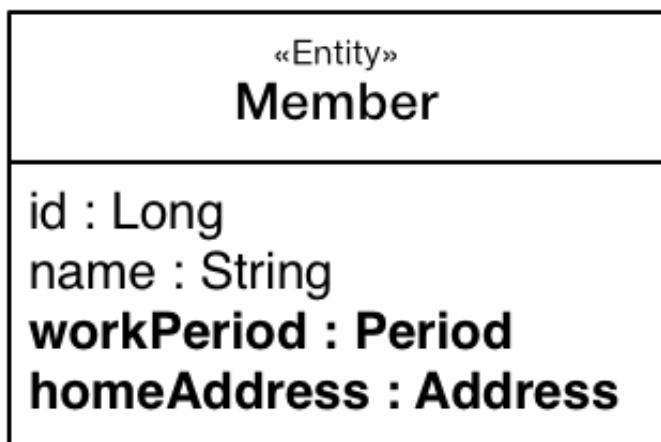 «Entity»
Member
id : Long
name : String
workPeriod : Period
homeAddress : Address